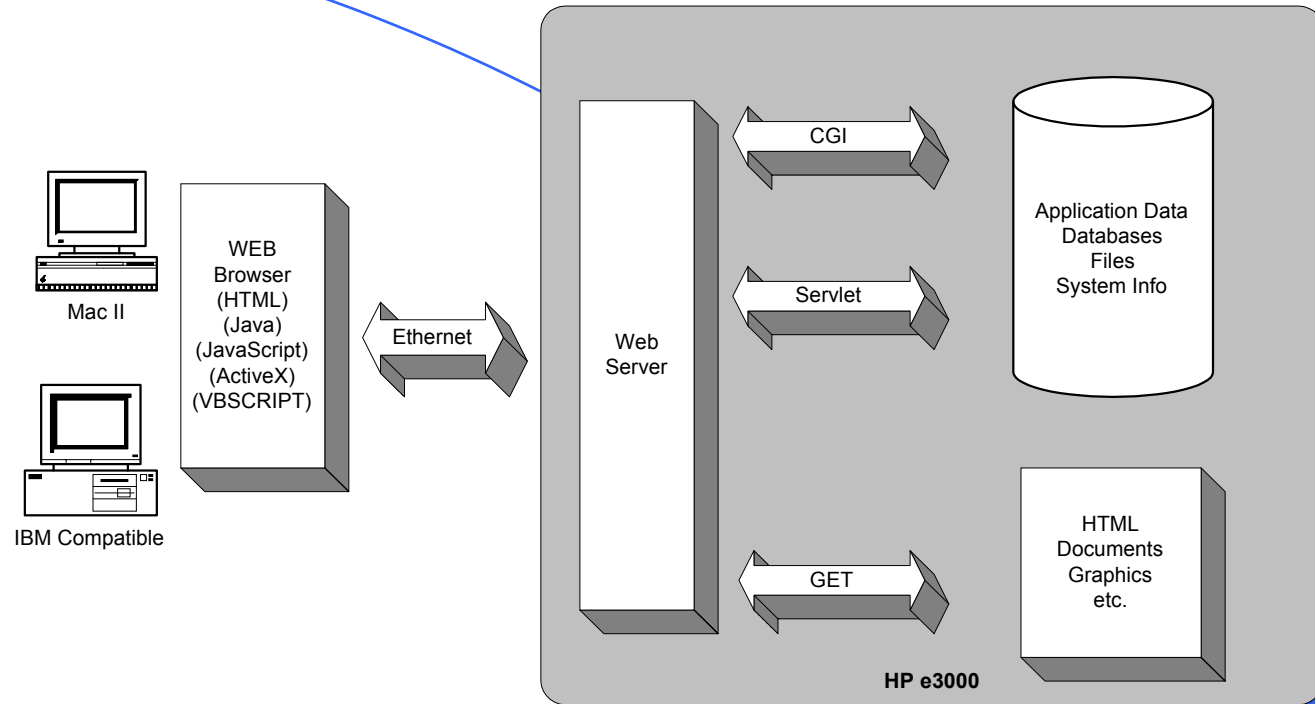 Mac II
IBM Compatible
WEB
Browser
(HTML)
(Java)
(JavaScript)
(ActiveX)
(VBSCRIPT)
Ethernet
Web
Server
CGI
Servlet
GET
Application Data
Databases
Files
System Info
HTML
Documents
Graphics
etc.
HP e3000